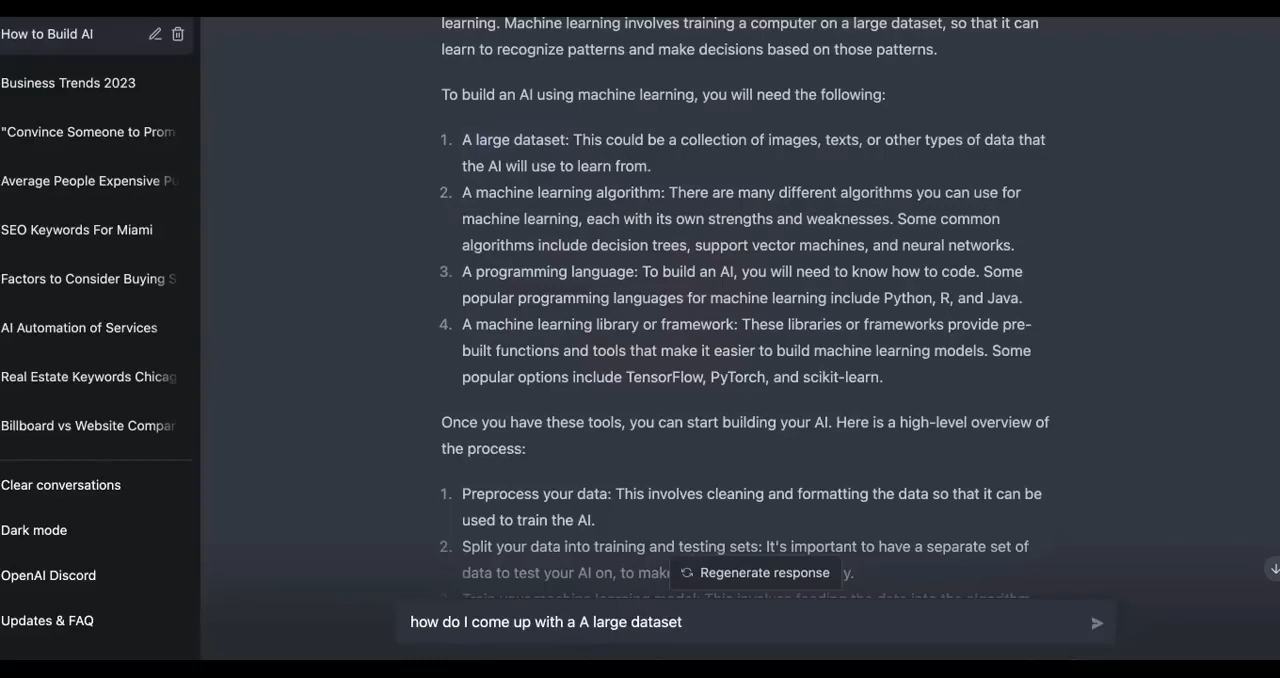 How to Build AI
Business Trends 2023
"Convince Someone to Prom
Average People Expensive Pu
SEO Keywords For Miami
Factors to Consider Buying S
AI Automation of Services
Real Estate Keywords Chicag
Billboard vs Website Compar
Clear conversations
Dark mode
OpenAI Discord
Updates & FAQ
learning. Machine learning involves training a computer on a large dataset, so that it can
learn to recognize patterns and make decisions based on those patterns.
To build an AI using machine learning, you will need the following:
1. A large dataset: This could be a collection of images, texts, or other types of data that
the AI will use to learn from.
2. A machine learning algorithm: There are many different algorithms you can use for
machine learning, each with its own strengths and weaknesses. Some common
algorithms include decision trees, support vector machines, and neural networks.
3. A programming language: To build an AI, you will need to know how to code. Some
popular programming languages for machine learning include Python, R, and Java.
4. A machine learning library or framework: These libraries or frameworks provide pre-
built functions and tools that make it easier to build machine learning models. Some
popular options include TensorFlow, PyTorch, and scikit-learn.
Once you have these tools, you can start building your AI. Here is a high-level overview of
the process:
1. Preprocess your data: This involves cleaning and formatting the data so that it can be
used to train the AI.
2. Split your data into training and testing sets: It's important to have a separate set of
data to test your AI on, to make y.
Regenerate response
3. Train your machine learning model: This involves feeding the data into the algorithm
how do I come up with a A large dataset